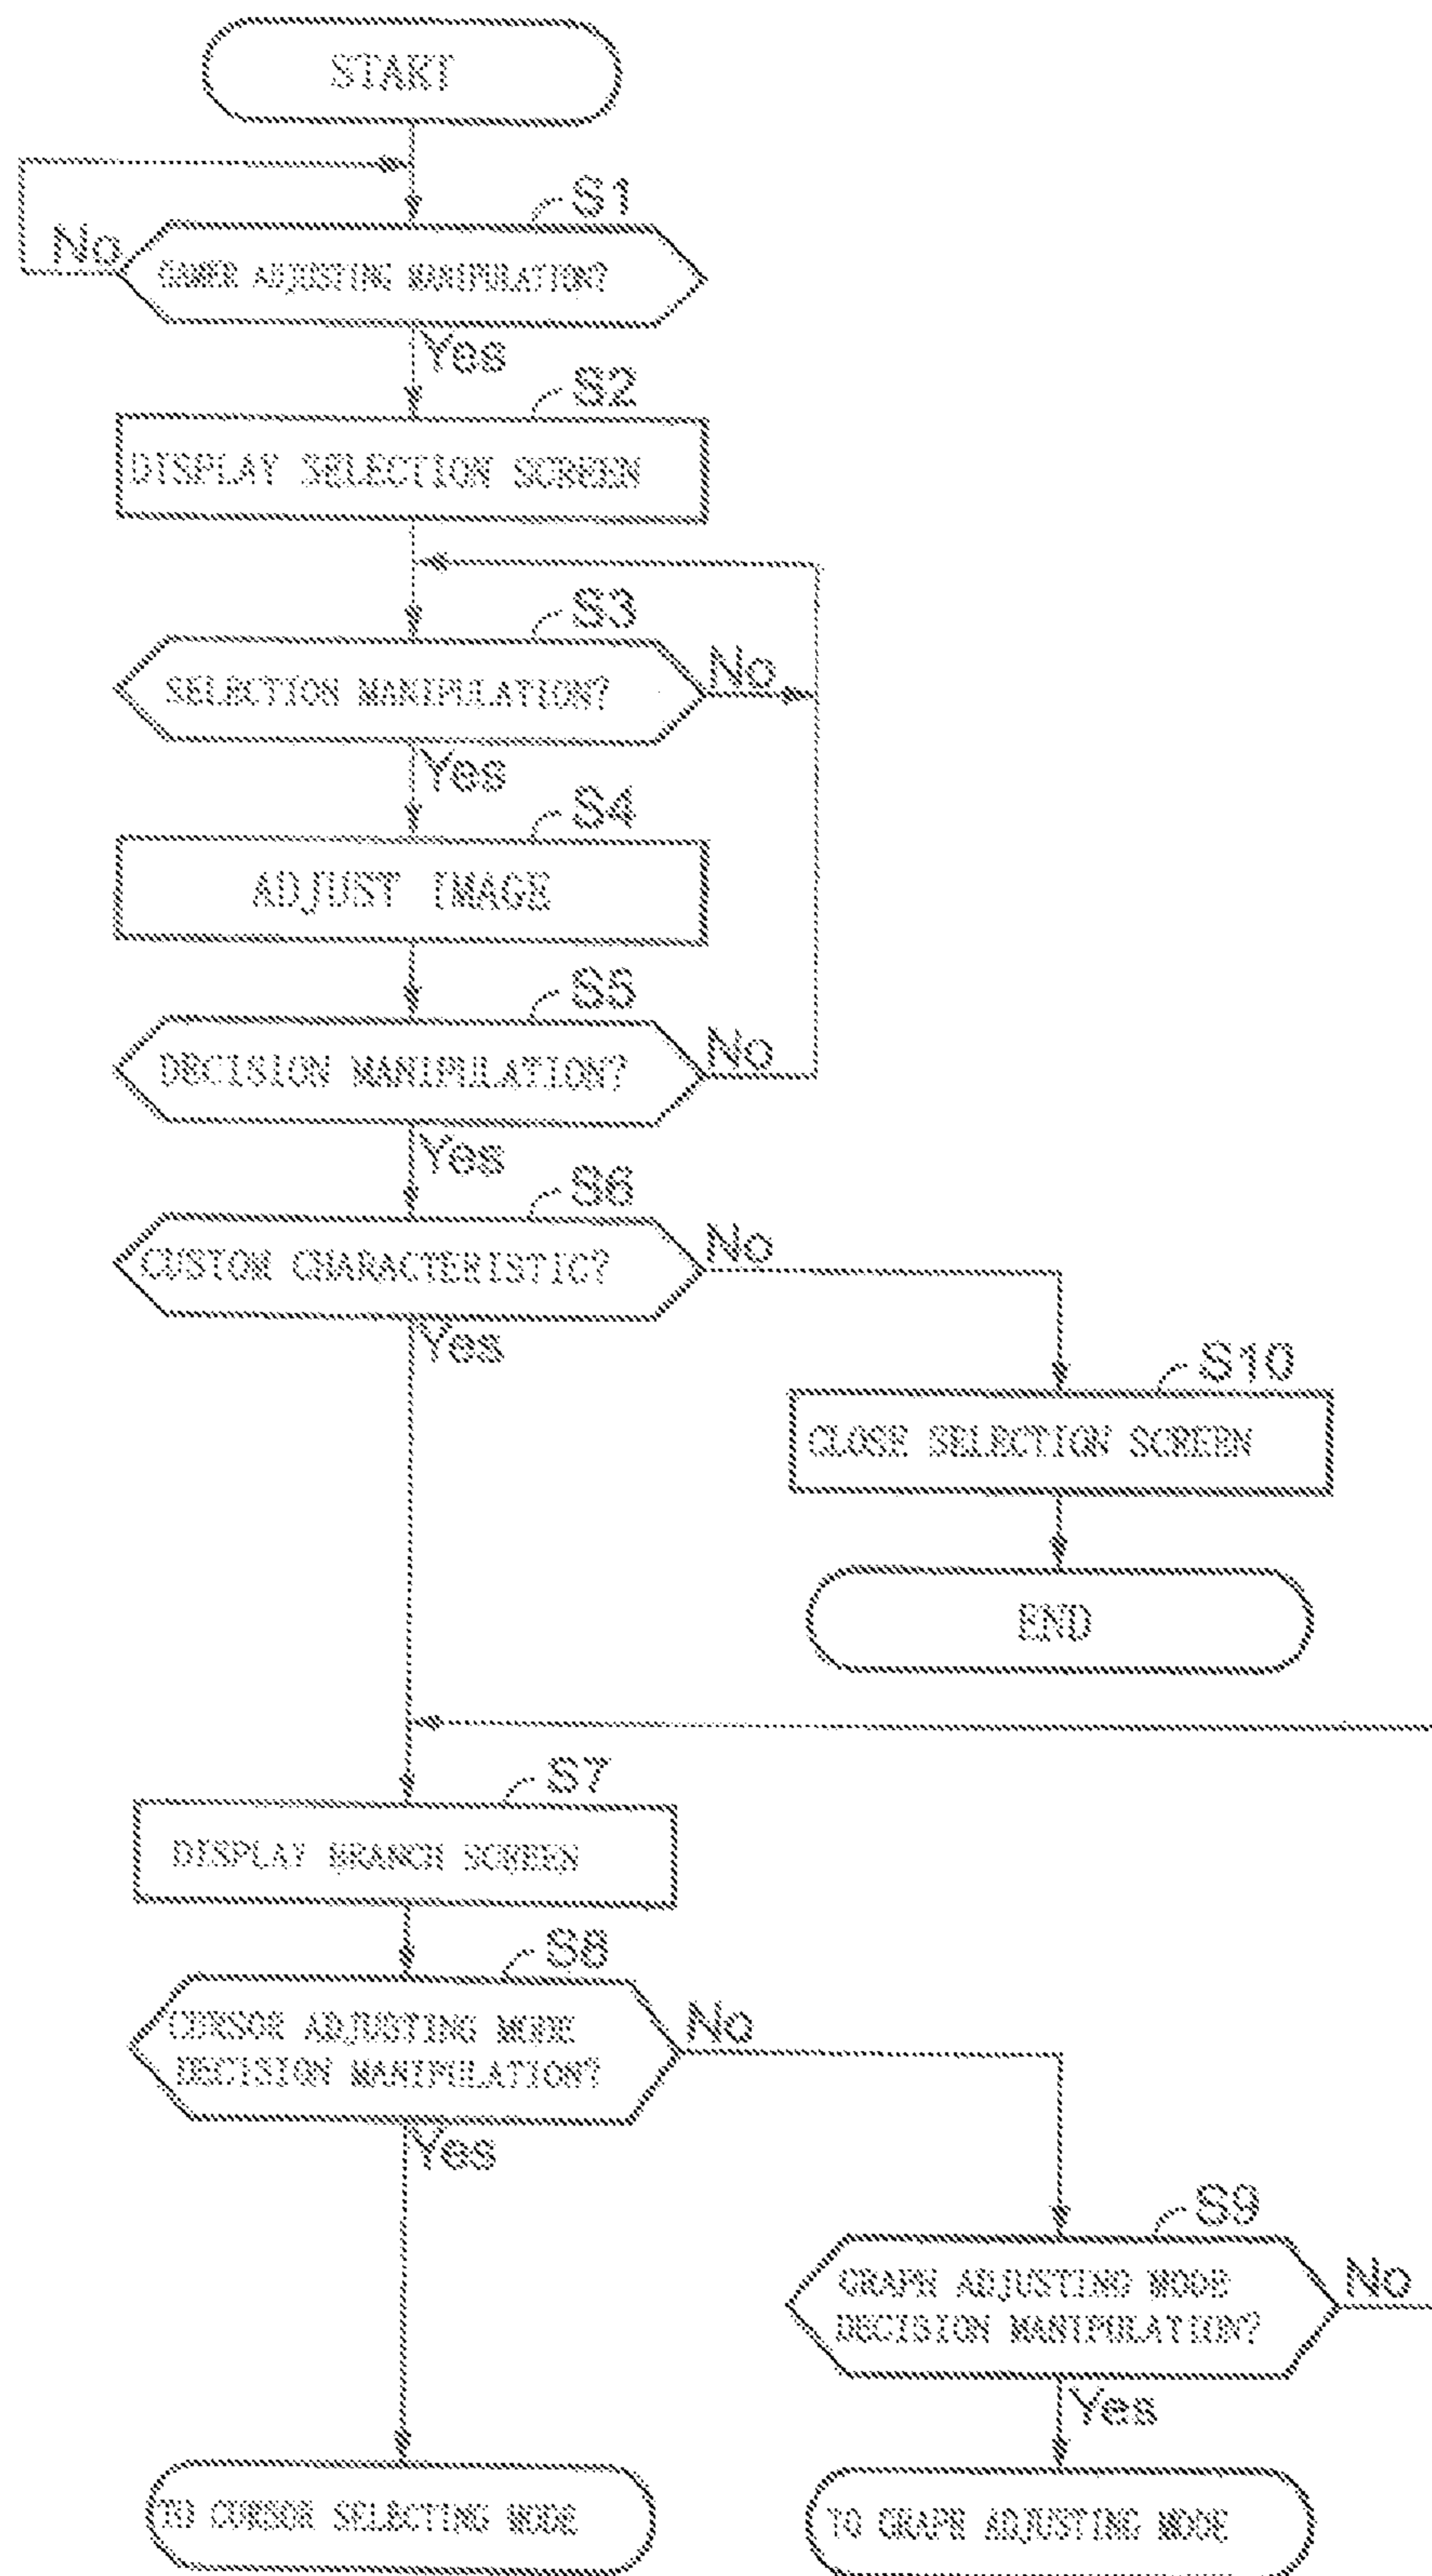 START
S1
No
GAMER ADJUSTING MANIPULATION?
Yes
S2
DISPLAY SELECTION SCREEN
S3
SELECTION MANIPULATION?
No
Yes
S4
ADJUST IMAGE
S5
DECISION MANIPULATION?
No
Yes
S6
CUSTOM CHARACTERISTIC?
No
Yes
S10
CLOSE SELECTION SCREEN
END
S7
DISPLAY BRANCH SCREEN
S8
CURSOR ADJUSTING MODE
DECISION MANIPULATION?
No
Yes
S9
GRAPH ADJUSTING MODE
DECISION MANIPULATION?
No
Yes
TO CURSOR SELECTING MODE
TO GRAPH ADJUSTING MODE